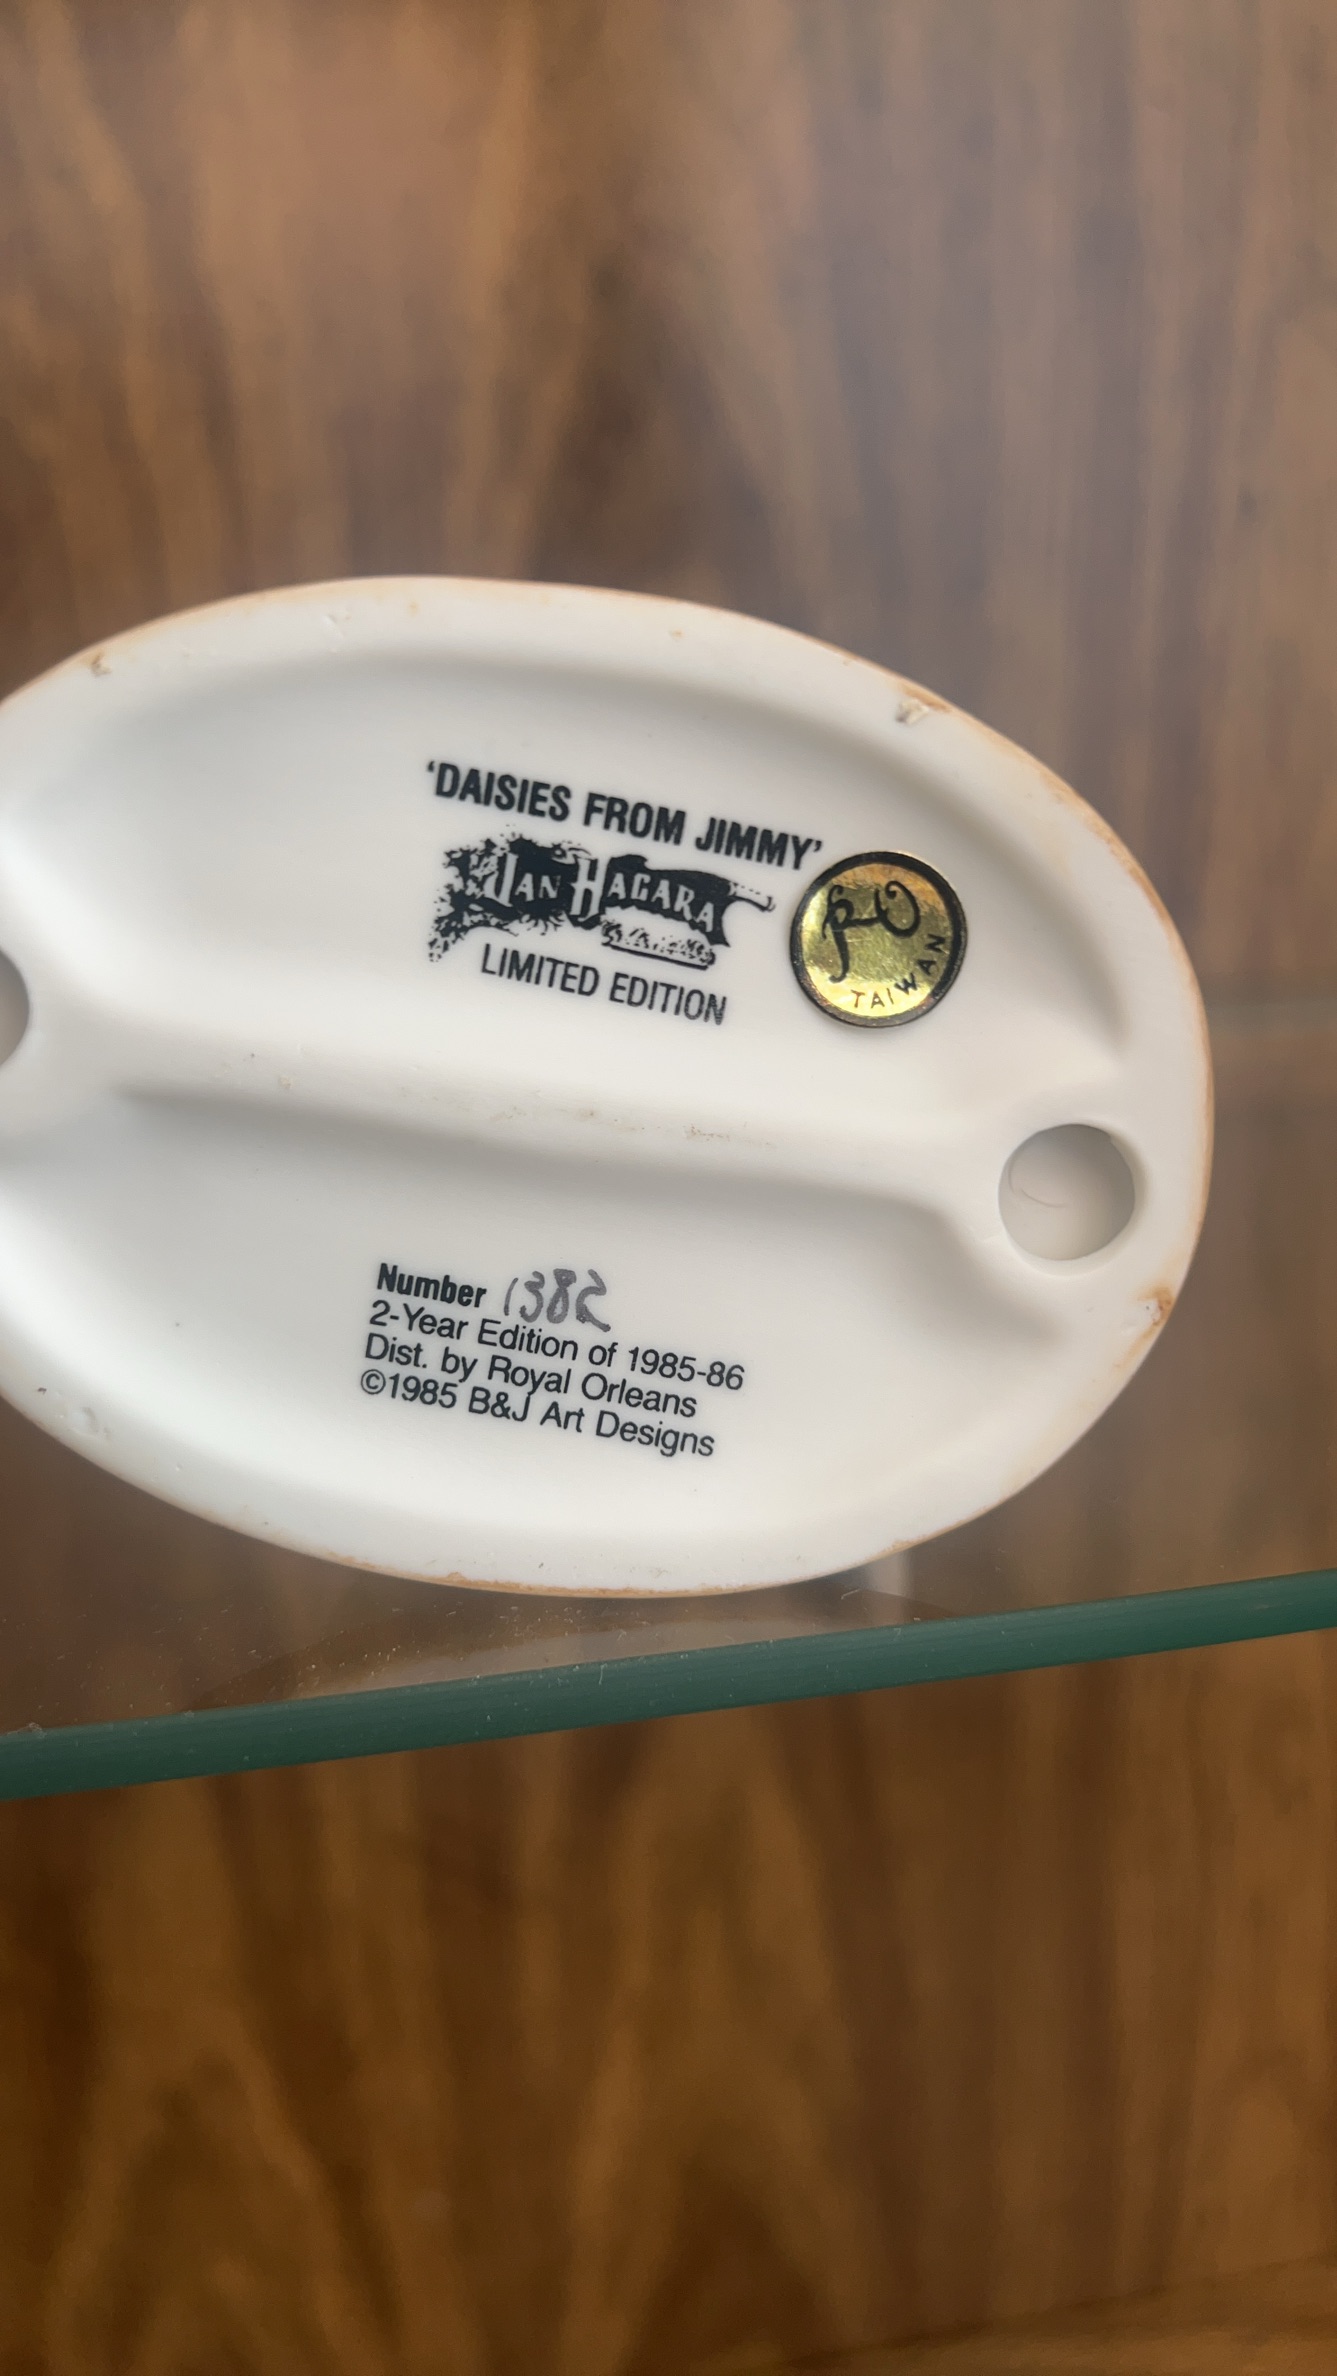 ‘DAISIES FROM JIMMY’
JAN HAGARA
LIMITED EDITION
RO
TAIWAN
Number 1382
2-Year Edition of 1985-86
Dist. by Royal Orleans
©1985 B&J Art Designs